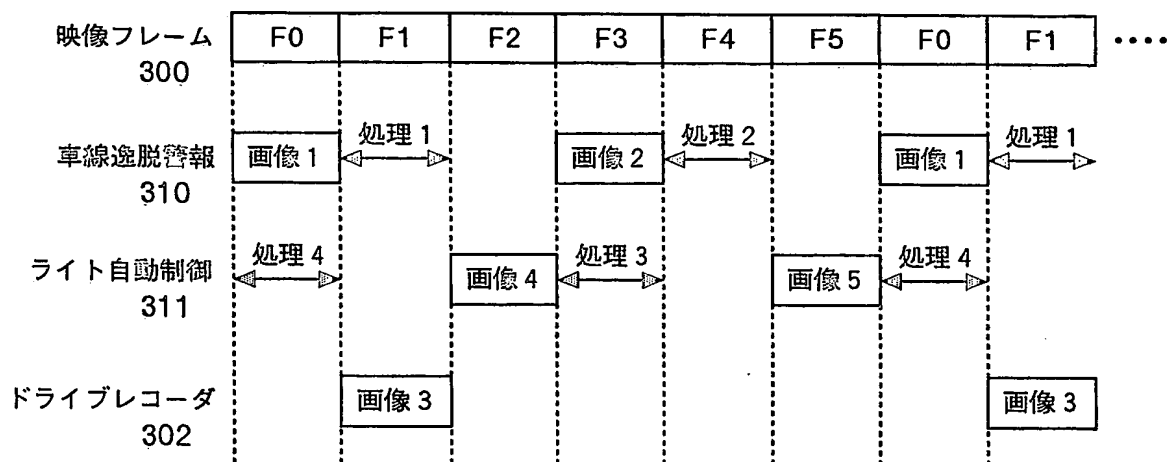 映像フレーム F0 F1 F2 F3 F4 F5 F0 F1 ‥‥
300
車線逸脱警報 画像1 処理1 画像2 処理2 画像1 処理1
310
ライト自動制御 処理4 画像4 処理3 画像5 処理4
311
ドライブレコーダ 画像3 画像3
302